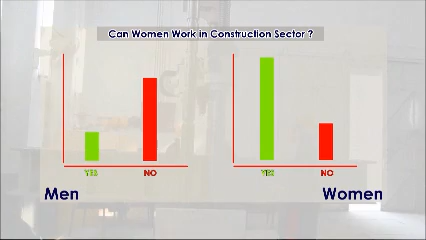 Can Women Work in Construction Sector ?
YES NO YES NO
Men Women